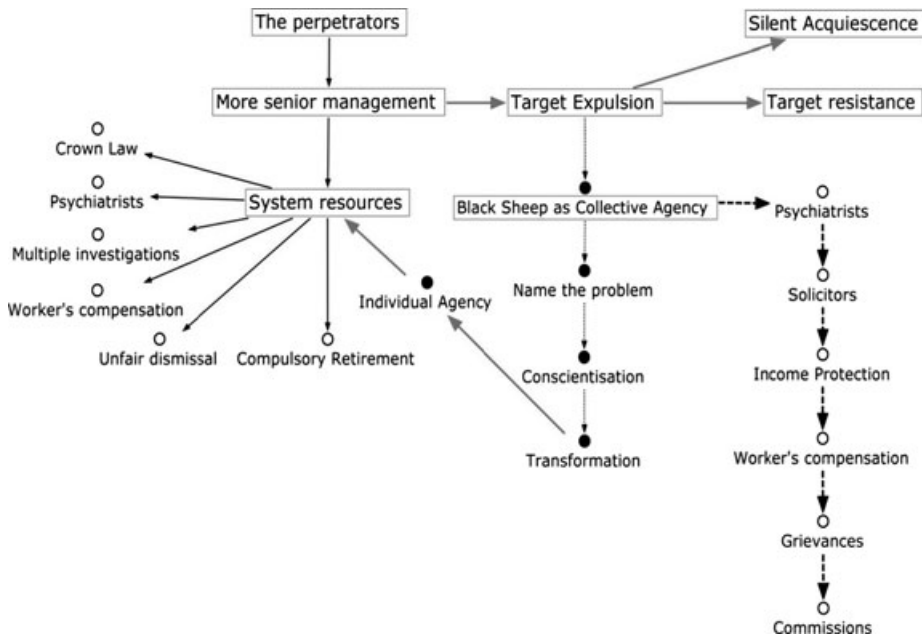 The perpetrators
Silent Acquiescence
More senior management
Target Expulsion
Target resistance
Crown Law
Psychiatrists
System resources
Black Sheep as Collective Agency
Psychiatrists
Multiple investigations
Worker's compensation
Individual Agency
Name the problem
Solicitors
Unfair dismissal
Compulsory Retirement
Conscientisation
Income Protection
Transformation
Worker's compensation
Grievances
Commissions